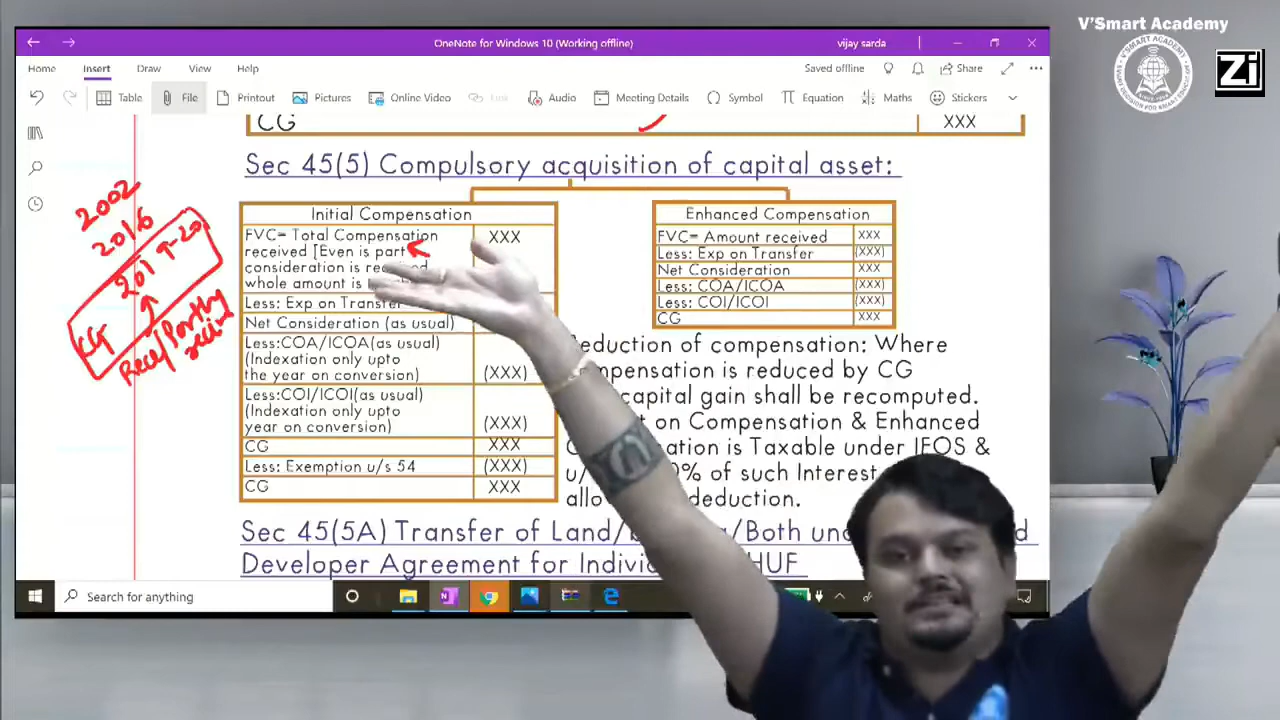 V'Smart Academy
OneNote for Windows 10 (Working offline)
vijay sarda
Home Insert Draw View Help
Saved offline
Share
Table File Printout Pictures Online Video Link Audio Meeting Details Symbol Equation Maths Stickers
Zi
CG XXX
Sec 45(5) Compulsory acquisition of capital asset:
2002
2016
2019-20
CG
Initial Compensation
FVC= Total Compensation XXX
received [Even is part
consideration is
whole amount is
Less: Exp on Transfer
Net Consideration (as usual)
Less:COA/ICOA(as usual)
(Indexation only upto
the year on conversion) (XXX)
Less:COI/ICOI(as usual)
(Indexation only upto
year on conversion) (XXX)
CG XXX
Less: Exemption u/s 54 (XXX)
CG XXX
Enhanced Compensation
FVC= Amount received XXX
Less: Exp on Transfer (XXX)
Net Consideration XXX
Less: COA/ICOA (XXX)
Less: COI/ICOI (XXX)
CG XXX
eduction of compensation: Where
mpensation is reduced by CG
capital gain shall be recomputed.
on Compensation & Enhanced
is Taxable under IFOS &
u/ % of such Interest
deduction.
Sec 45(5A) Transfer of Land/ /Both
Developer Agreement for HUF
Search for anything